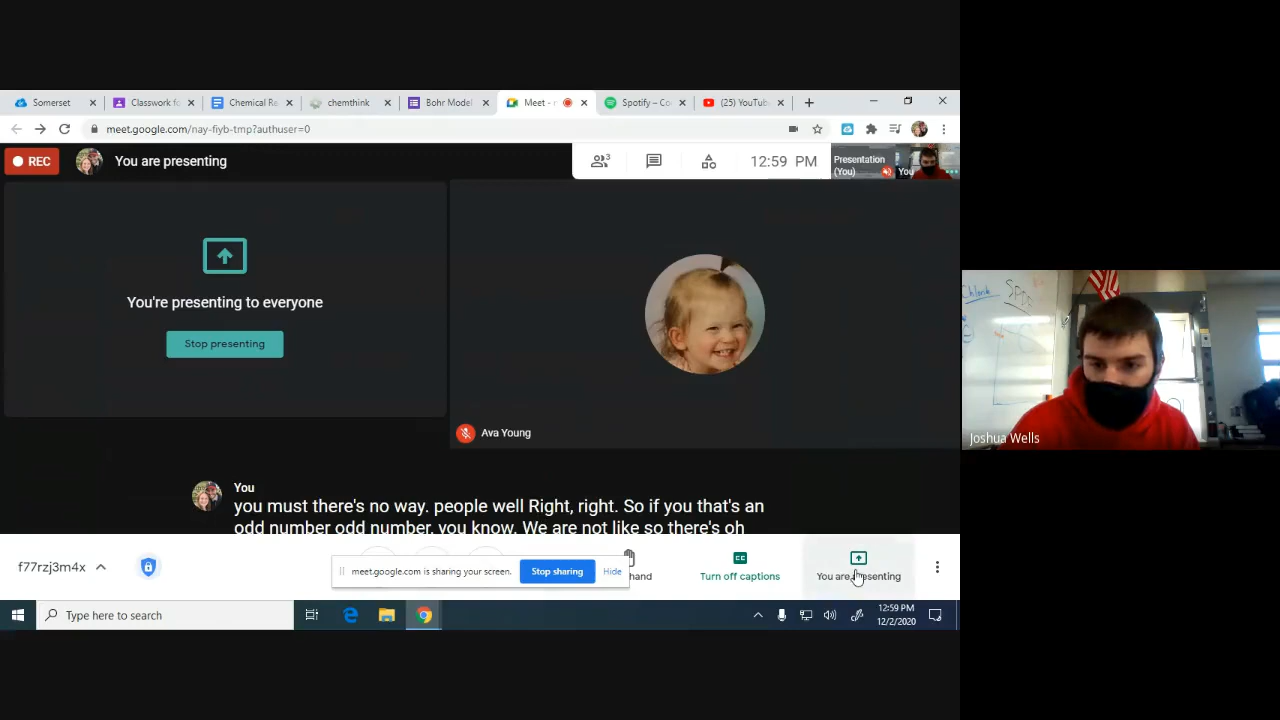 Somerset
Classwork fo
Chemical Re
chemthink
Bohr Model
Meet - n
Spotify – Co
(25) YouTub
meet.google.com/nay-fiyb-tmp?authuser=0
REC
You are presenting
3
12:59 PM
Presentation
(You)
You
You're presenting to everyone
Stop presenting
Ava Young
Chloride
Joshua Wells
You
you must there's no way. people well Right, right. So if you that's an
odd number odd number, you know. We are not like so there's oh
f77rzj3m4x
meet.google.com is sharing your screen.
Stop sharing
Hide
hand
CC
Turn off captions
You are presenting
Type here to search
12:59 PM
12/2/2020